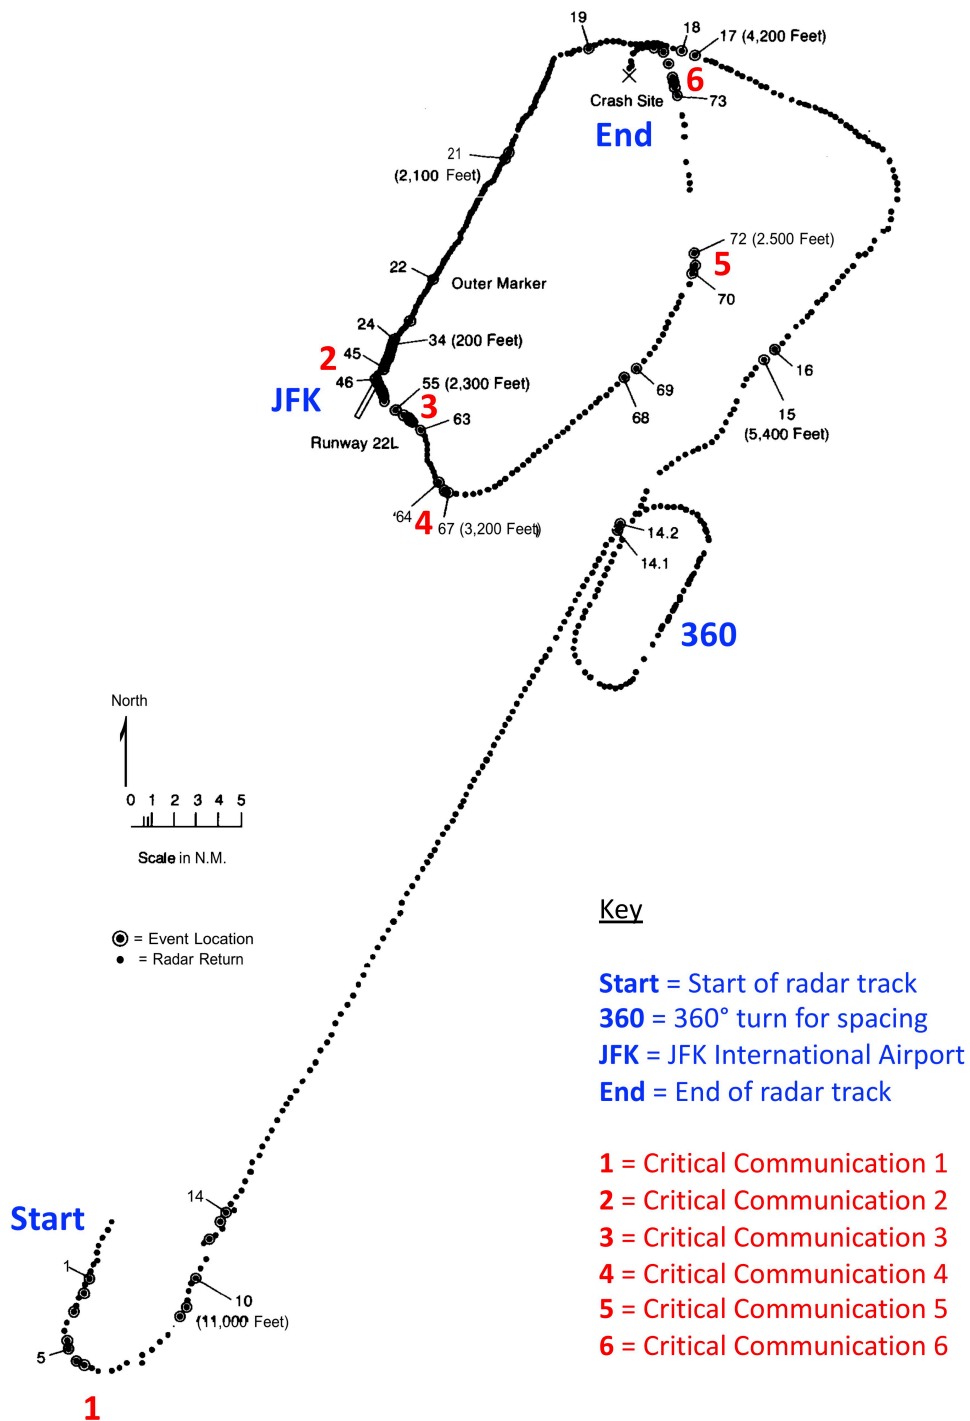 19
18
17 (4,200 Feet)
6
Crash Site
73
End
21
(2,100 Feet)
72 (2.500 Feet)
5
22
Outer Marker
70
24
34 (200 Feet)
2
45
16
46
55 (2,300 Feet)
69
JFK
3
63
68
15
(5,400 Feet)
Runway 22L
'64
4
67 (3,200 Feet)
14.2
14.1
360
North
0 1 2 3 4 5
Scale in N.M.
Key
= Event Location
= Radar Return
Start = Start of radar track
360 = 360° turn for spacing
JFK = JFK International Airport
End = End of radar track
1 = Critical Communication 1
2 = Critical Communication 2
3 = Critical Communication 3
4 = Critical Communication 4
5 = Critical Communication 5
6 = Critical Communication 6
14
Start
1
10
(11,000 Feet)
5
1